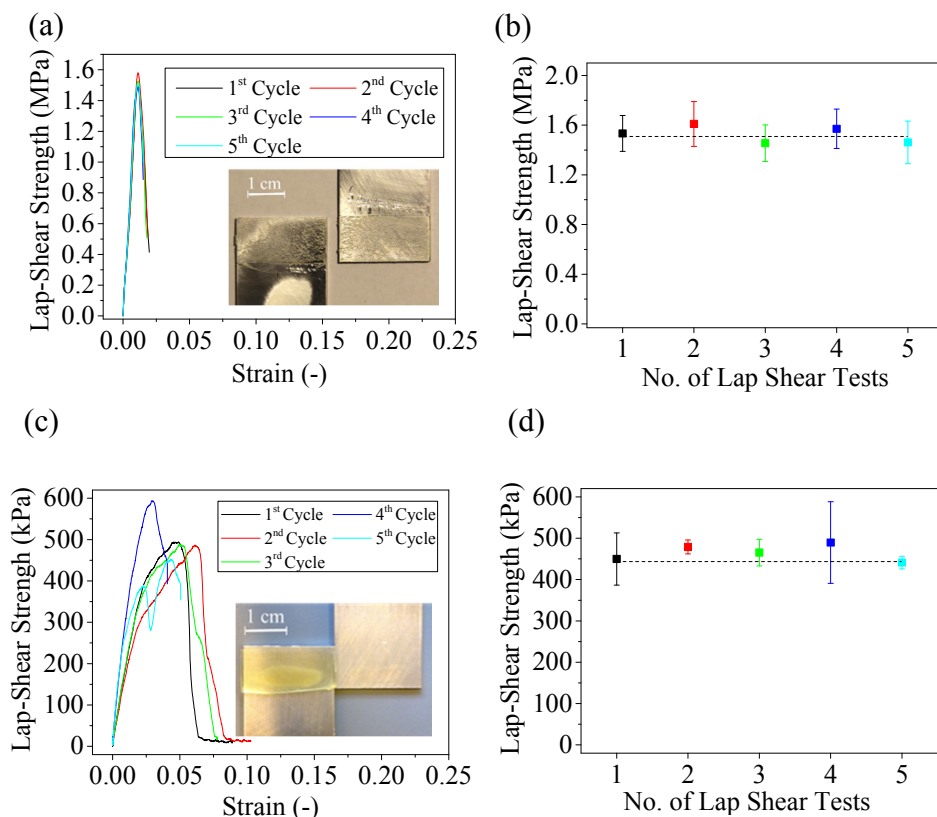 (a)
Lap-Shear Strength (MPa)
1.6
1.4
1.2
1.0
0.8
0.6
0.4
0.2
0.0
1st Cycle
2nd Cycle
3rd Cycle
4th Cycle
5th Cycle
1 cm
0.00 0.05 0.10 0.15 0.20 0.25
Strain (-)
(b)
Lap-Shear Strength (MPa)
2.0
1.6
1.2
0.8
0.4
0.0
1 2 3 4 5
No. of Lap Shear Tests
(c)
Lap-Shear Strength (kPa)
600
500
400
300
200
100
0
1st Cycle
4th Cycle
2nd Cycle
5th Cycle
3rd Cycle
1 cm
0.00 0.05 0.10 0.15 0.20 0.25
Strain (-)
(d)
Lap-Shear Strength (kPa)
600
500
400
300
200
100
0
1 2 3 4 5
No. of Lap Shear Tests